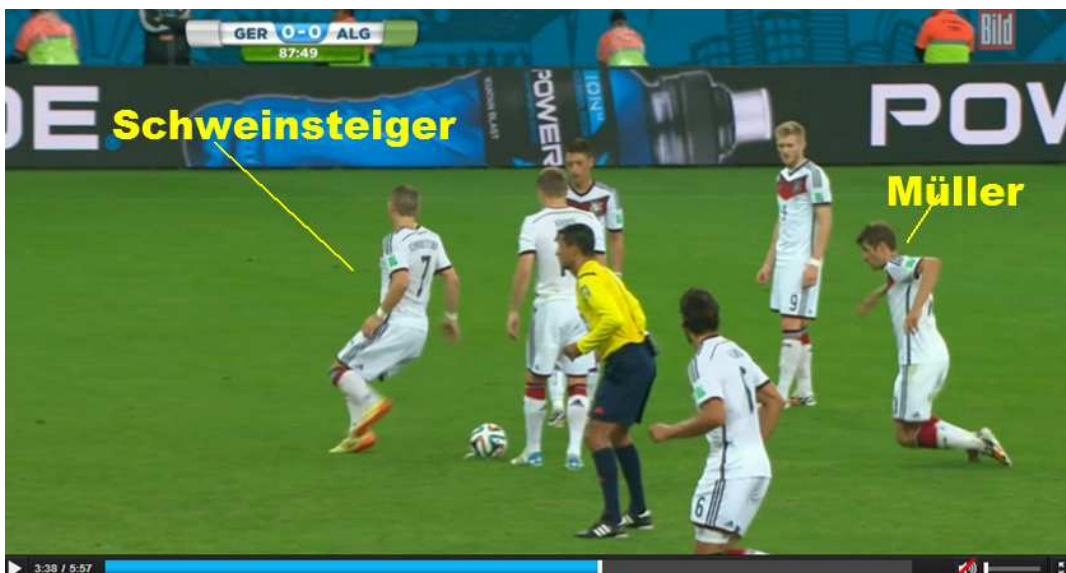 GER 0-0 ALG
87:49
Bild
DE
POWER
ION
POW
Schweinsteiger
Müller
7
9
6
3:38 / 5:57